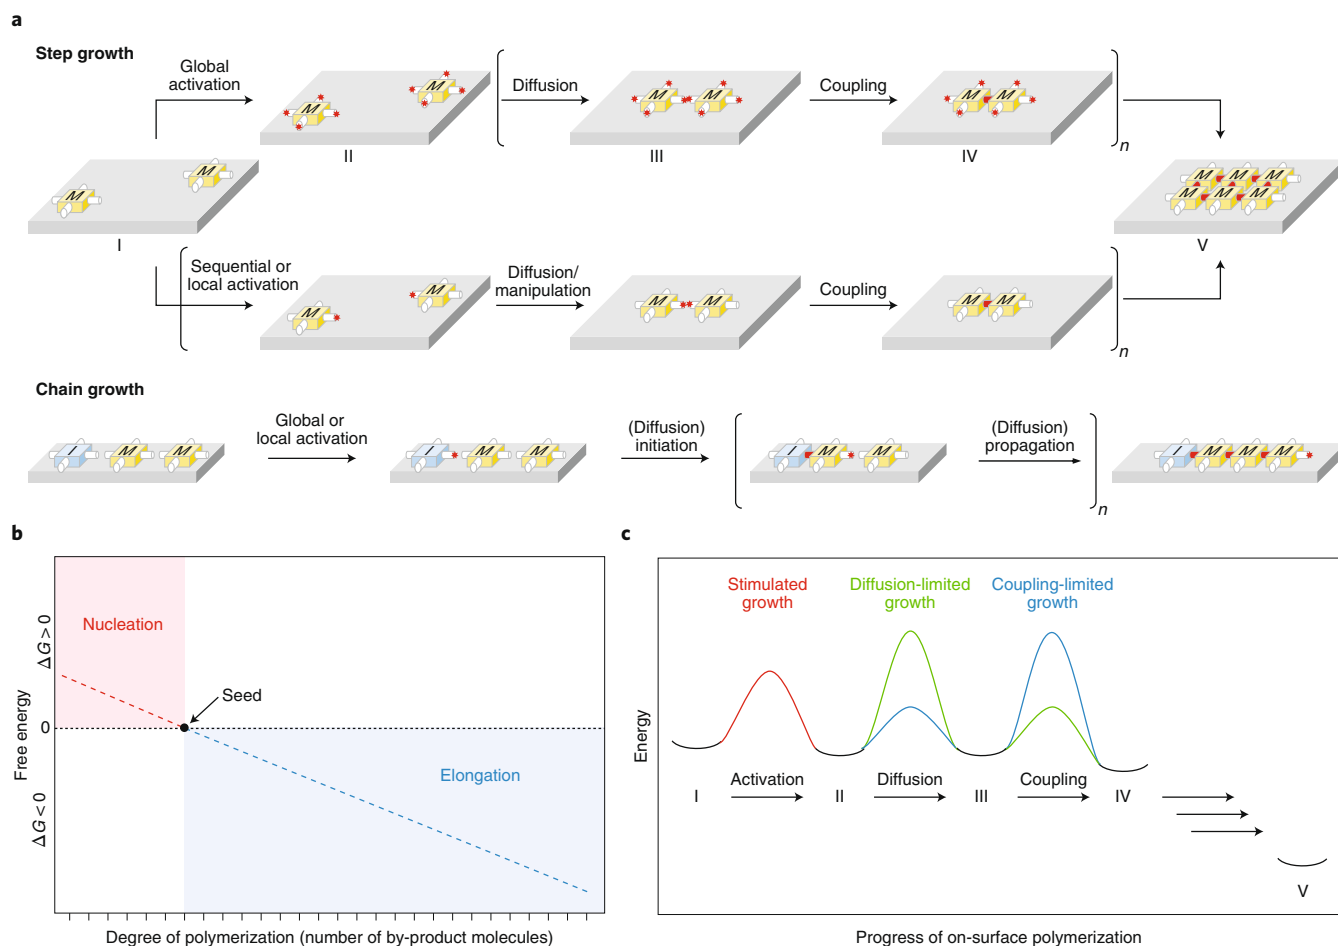 a
Step growth
Global
activation
Diffusion
Coupling
M
M
M
M
M
M
n
II
III
IV
M
M
M
M
M
M
M
M
I
V
Sequential or
local activation
Diffusion/
manipulation
Coupling
M
M
M
M
M
M
n
Chain growth
Global or
local activation
(Diffusion)
initiation
(Diffusion)
propagation
I
M
M
I
M
M
I
M
M
n
I
M
M
M
b
c
Nucleation
Seed
Elongation
ΔG > 0
0
ΔG < 0
Free energy
Degree of polymerization (number of by-product molecules)
Stimulated
growth
Diffusion-limited
growth
Coupling-limited
growth
Energy
I
Activation
II
Diffusion
III
Coupling
IV
V
Progress of on-surface polymerization